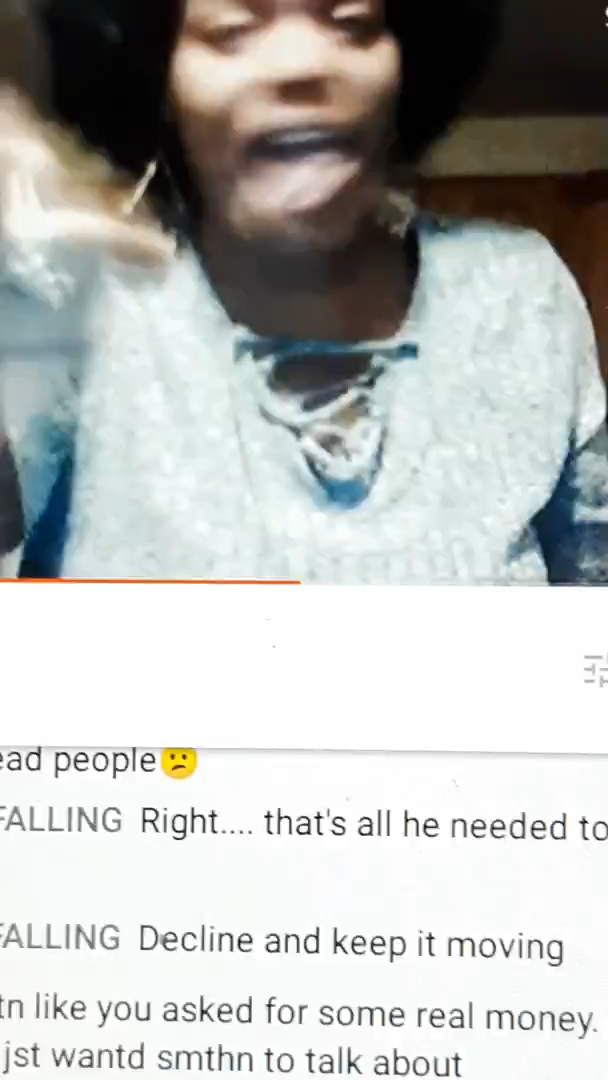 ead people😕
FALLING Right.... that's all he needed to
FALLING Decline and keep it moving
tn like you asked for some real money.
jst wantd smthn to talk about